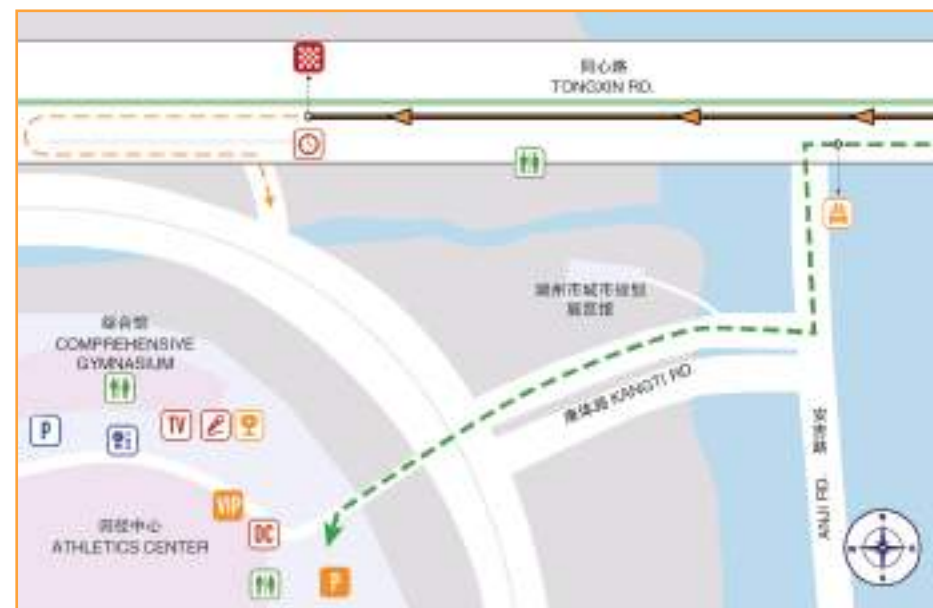 同心路
TONGXIN RD.
湖州市城市规划
展览馆
综合馆
COMPREHENSIVE
GYMNASIUM
康体路 KANGTI RD.
P
TV
VIP
安吉路
ANJI RD.
田径中心
ATHLETICS CENTER
DC
P